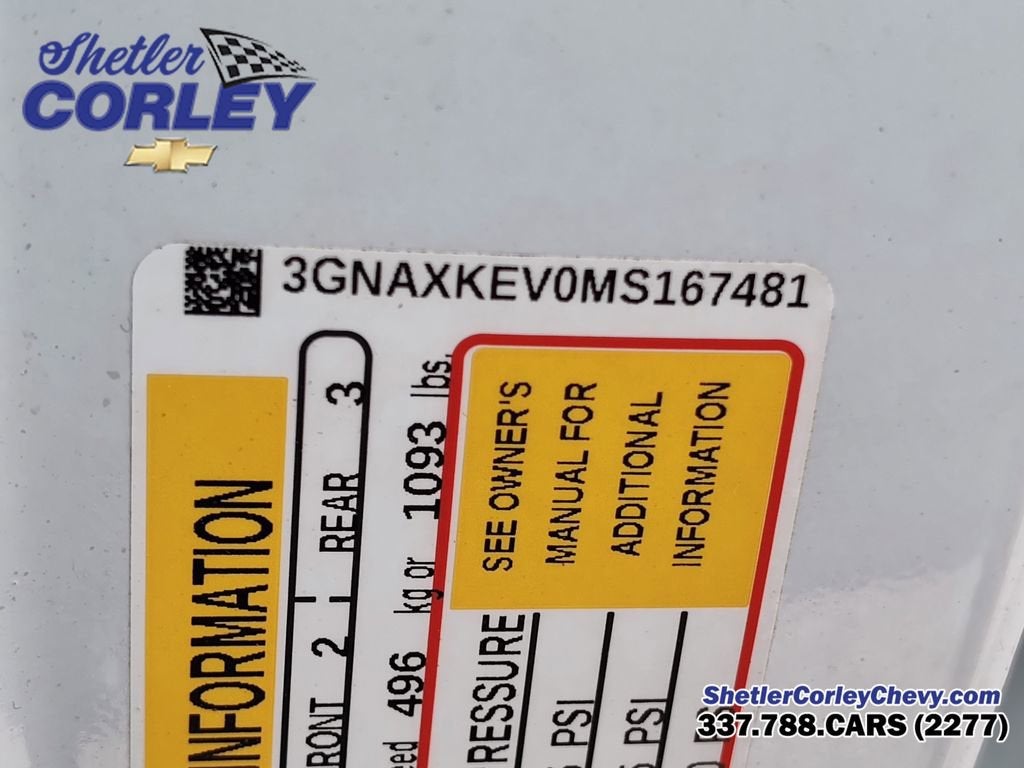 Shetler
CORLEY
3GNAXKEV0MS167481
INFORMATION
FRONT 2 REAR 3
496 kg or 1093 lbs.
SEE OWNER'S
MANUAL FOR
ADDITIONAL
INFORMATION
PRESSURE
PSI
PSI
ShetlerCorleyChevy.com
337.788.CARS (2277)